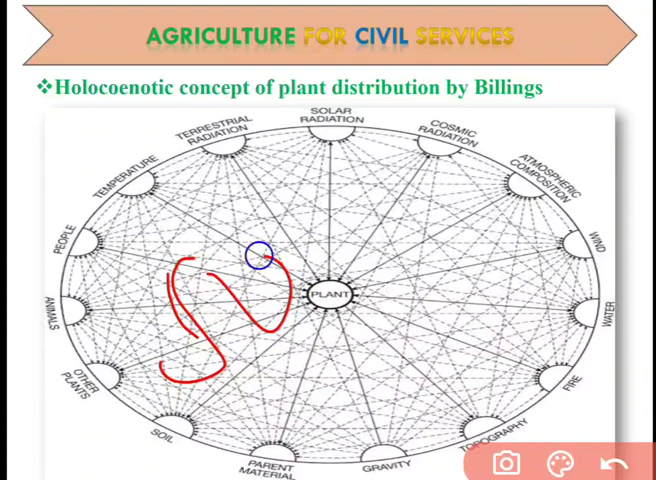 AGRICULTURE FOR CIVIL SERVICES
❖Holocoenotic concept of plant distribution by Billings
SOLAR
RADIATION
TERRESTRIAL
RADIATION
COSMIC
RADIATION
TEMPERATURE
ATMOSPHERIC
COMPOSITION
PEOPLE
WIND
PLANT
ANIMALS
WATER
OTHER
PLANTS
FIRE
SOIL
TOPOGRAPHY
PARENT
MATERIAL
GRAVITY